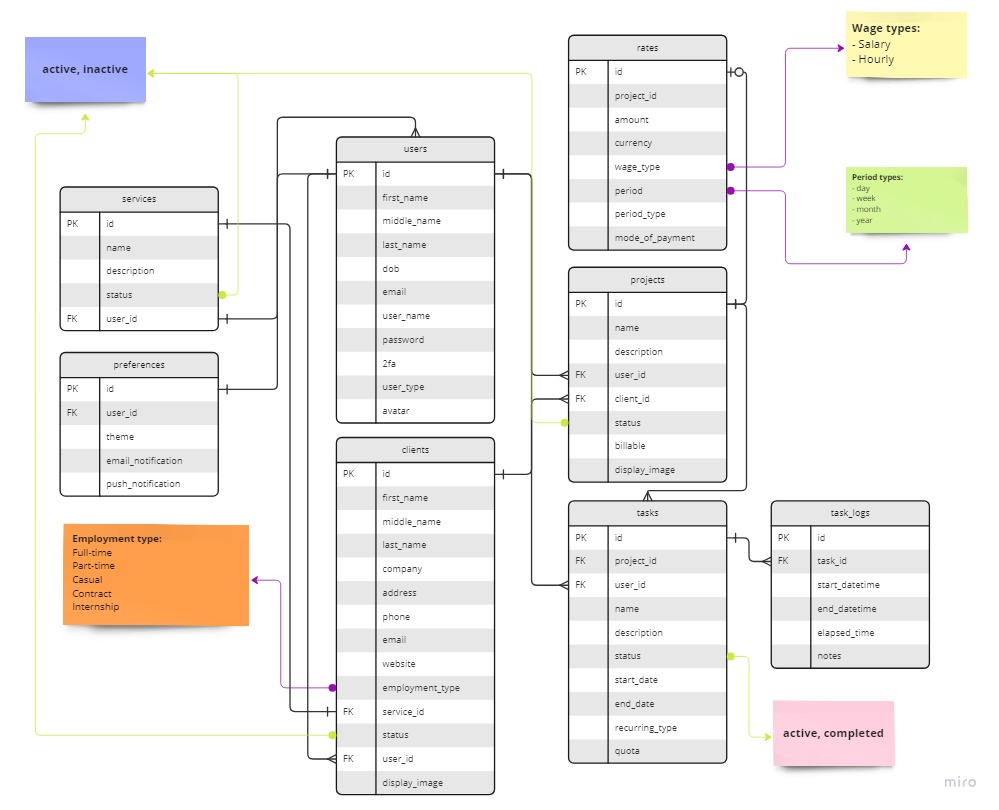 active, inactive
services
PK id
name
description
status
FK user_id
preferences
PK id
FK user_id
theme
email_notification
push_notification
Employment type:
Full-time
Part-time
Casual
Contract
Internship
users
PK id
first_name
middle_name
last_name
dob
email
user_name
password
2fa
user_type
avatar
clients
PK id
first_name
middle_name
last_name
company
address
phone
email
website
employment_type
FK service_id
status
FK user_id
display_image
rates
PK id
project_id
amount
currency
wage_type
period
period_type
mode_of_payment
projects
PK id
name
description
FK user_id
FK client_id
status
billable
display_image
tasks
PK id
FK project_id
FK user_id
name
description
status
start_date
end_date
recurring_type
quota
Wage types:
- Salary
- Hourly
Period types:
- day
- week
- month
- year
task_logs
PK id
FK task_id
start_datetime
end_datetime
elapsed_time
notes
active, completed
miro